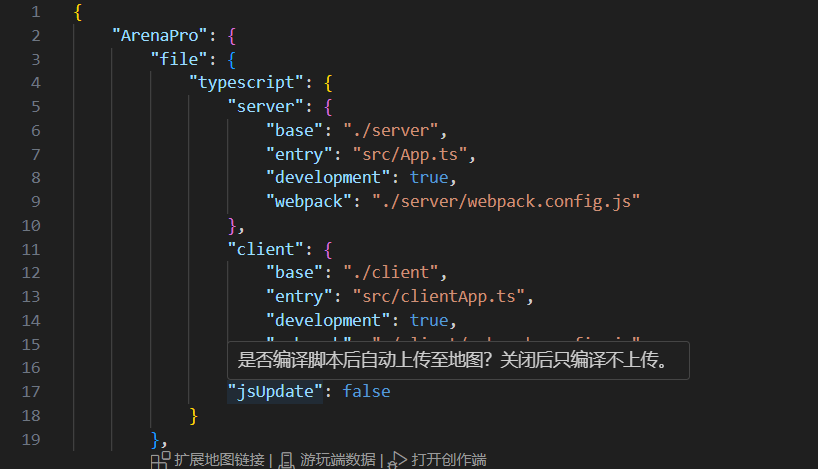 1 {
2 "ArenaPro": {
3 "file": {
4 "typescript": {
5 "server": {
6 "base": "./server",
7 "entry": "src/App.ts",
8 "development": true,
9 "webpack": "./server/webpack.config.js"
10 },
11 "client": {
12 "base": "./client",
13 "entry": "src/clientApp.ts",
14 "development": true,
15
是否编译脚本后自动上传至地图？关闭后只编译不上传。
16
17 "jsUpdate": false
18 }
19 },
扩展地图链接 | 游玩端数据 | 打开创作端